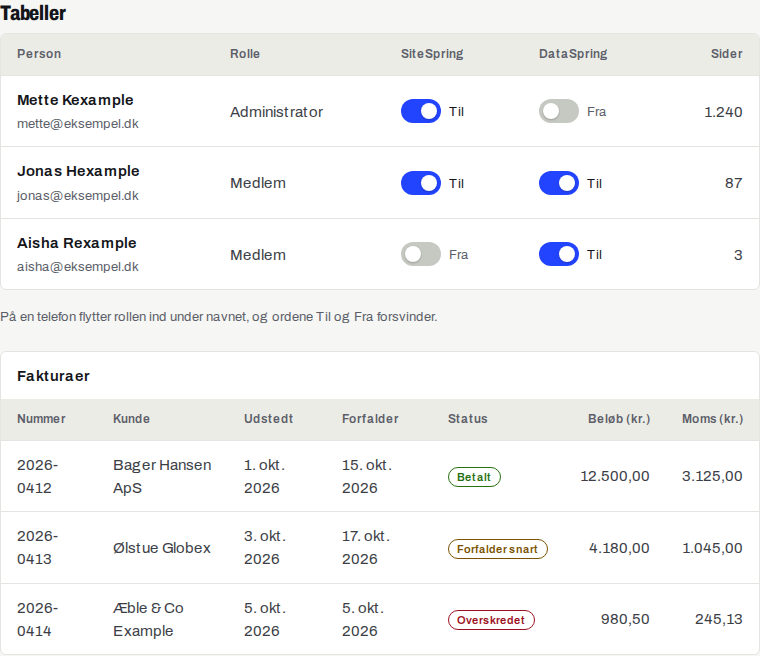 Tabeller
Person Rolle SiteSpring DataSpring Sider
Mette Kexample
mette@eksempel.dk
Administrator Til Fra 1.240
Jonas Hexample
jonas@eksempel.dk
Medlem Til Til 87
Aisha Rexample
aisha@eksempel.dk
Medlem Fra Til 3
På en telefon flytter rollen ind under navnet, og ordene Til og Fra forsvinder.
Fakturaer
Nummer Kunde Udstedt Forfalder Status Beløb (kr.) Moms (kr.)
2026-
0412
Bager Hansen
ApS
1. okt.
2026
15. okt.
2026
Betalt
12.500,00
3.125,00
2026-
0413
Ølstue Globex
3. okt.
2026
17. okt.
2026
Forfalder snart
4.180,00
1.045,00
2026-
0414
Æble & Co
Example
5. okt.
2026
5. okt.
2026
Overskredet
980,50
245,13